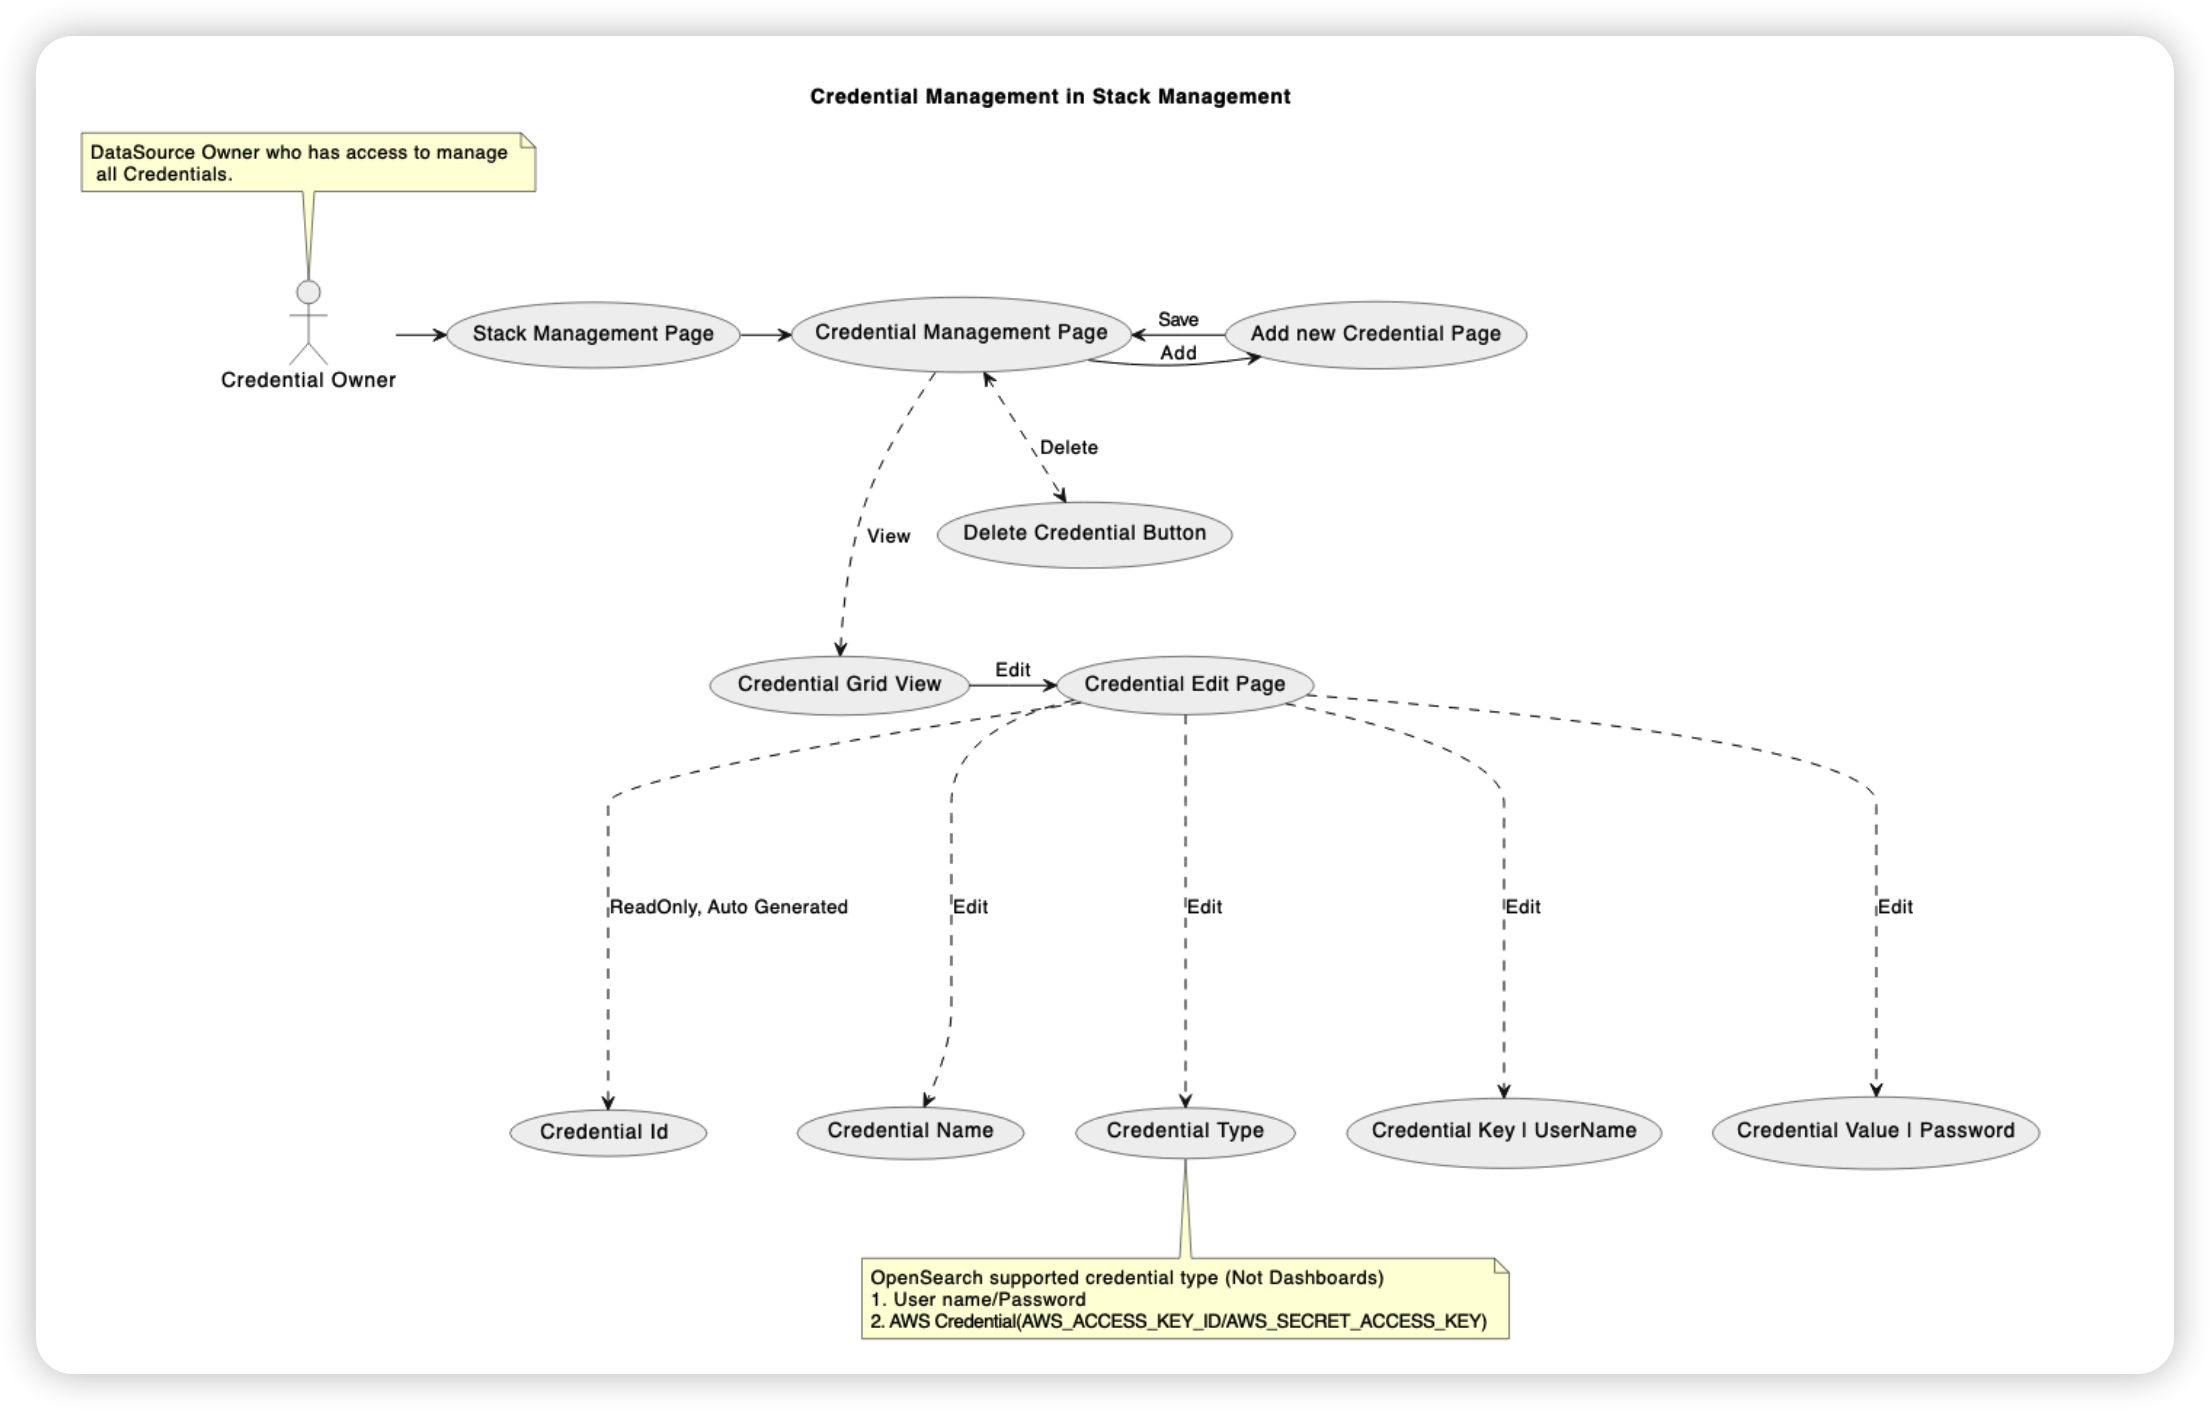 Credential Management in Stack Management
DataSource Owner who has access to manage
all Credentials.
Credential Owner
Stack Management Page
Credential Management Page
Save
Add
Add new Credential Page
Delete
Delete Credential Button
View
Credential Grid View
Edit
Credential Edit Page
ReadOnly, Auto Generated
Edit
Edit
Edit
Edit
Credential Id
Credential Name
Credential Type
Credential Key | UserName
Credential Value | Password
OpenSearch supported credential type (Not Dashboards)
1. User name/Password
2. AWS Credential(AWS_ACCESS_KEY_ID/AWS_SECRET_ACCESS_KEY)